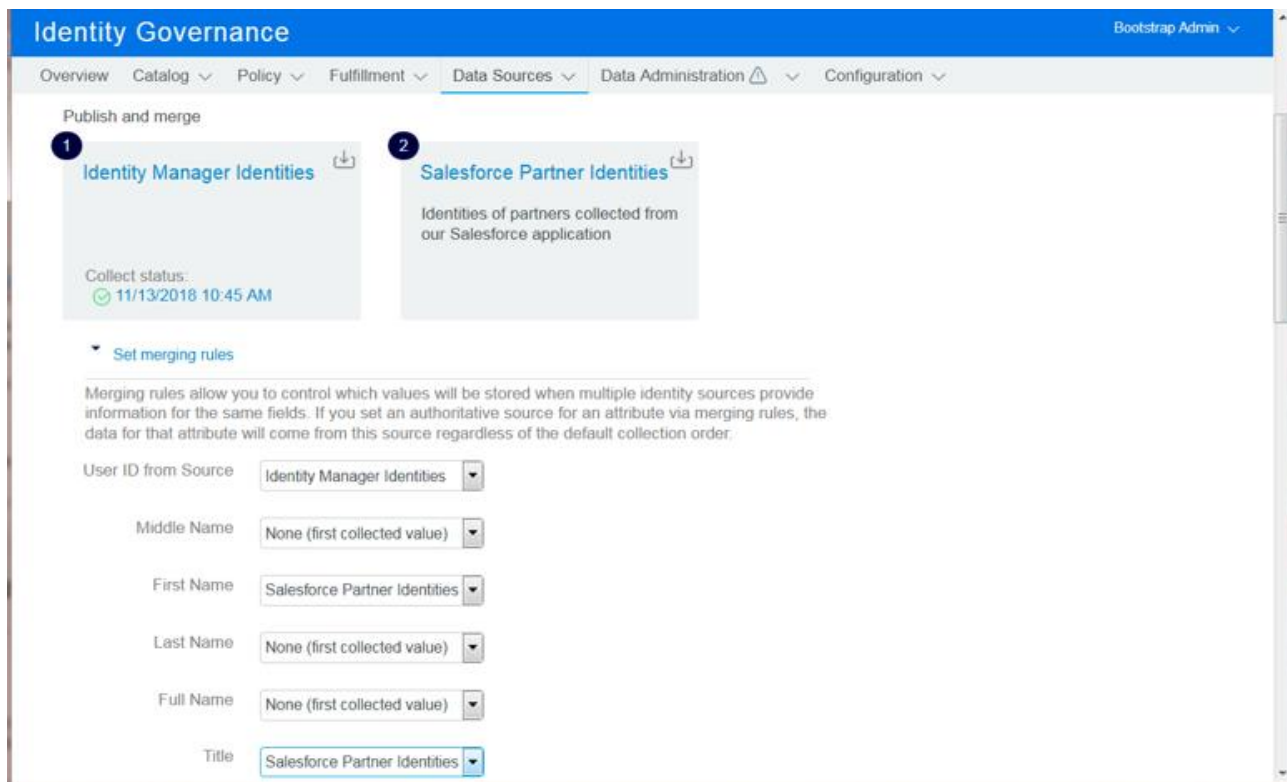 Identity Governance
Bootstrap Admin
Overview Catalog Policy Fulfillment Data Sources Data Administration Configuration
Publish and merge
1
Identity Manager Identities
Collect status:
11/13/2018 10:45 AM
2
Salesforce Partner Identities
Identities of partners collected from
our Salesforce application
Set merging rules
Merging rules allow you to control which values will be stored when multiple identity sources provide
information for the same fields. If you set an authoritative source for an attribute via merging rules, the
data for that attribute will come from this source regardless of the default collection order.
User ID from Source Identity Manager Identities
Middle Name None (first collected value)
First Name Salesforce Partner Identities
Last Name None (first collected value)
Full Name None (first collected value)
Title Salesforce Partner Identities